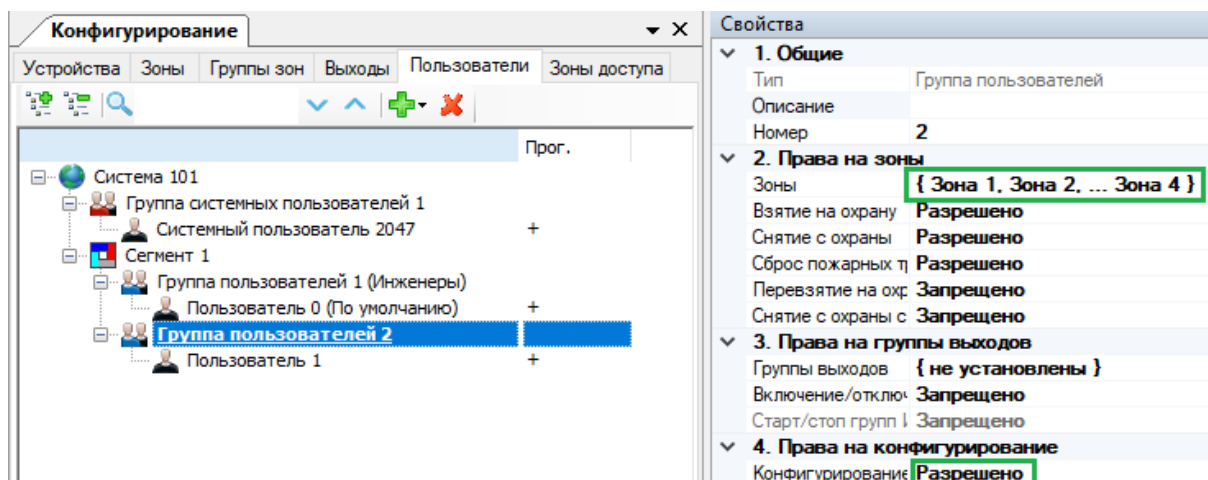 Конфигурирование
Устройства Зоны Группы зон Выходы Пользователи Зоны доступа
Прог.
Система 101
Группа системных пользователей 1
Системный пользователь 2047 +
Сегмент 1
Группа пользователей 1 (Инженеры)
Пользователь 0 (По умолчанию) +
Группа пользователей 2
Пользователь 1 +
Свойства
1. Общие
Тип Группа пользователей
Описание
Номер 2
2. Права на зоны
Зоны { Зона 1, Зона 2, ... Зона 4 }
Взятие на охрану Разрешено
Снятие с охраны Разрешено
Сброс пожарных Разрешено
Перевзятие на охр Запрещено
Снятие с охраны с Запрещено
3. Права на группы выходов
Группы выходов { не установлены }
Включение/отключ Запрещено
Старт/стоп групп Запрещено
4. Права на конфигурирование
Конфигурирование Разрешено